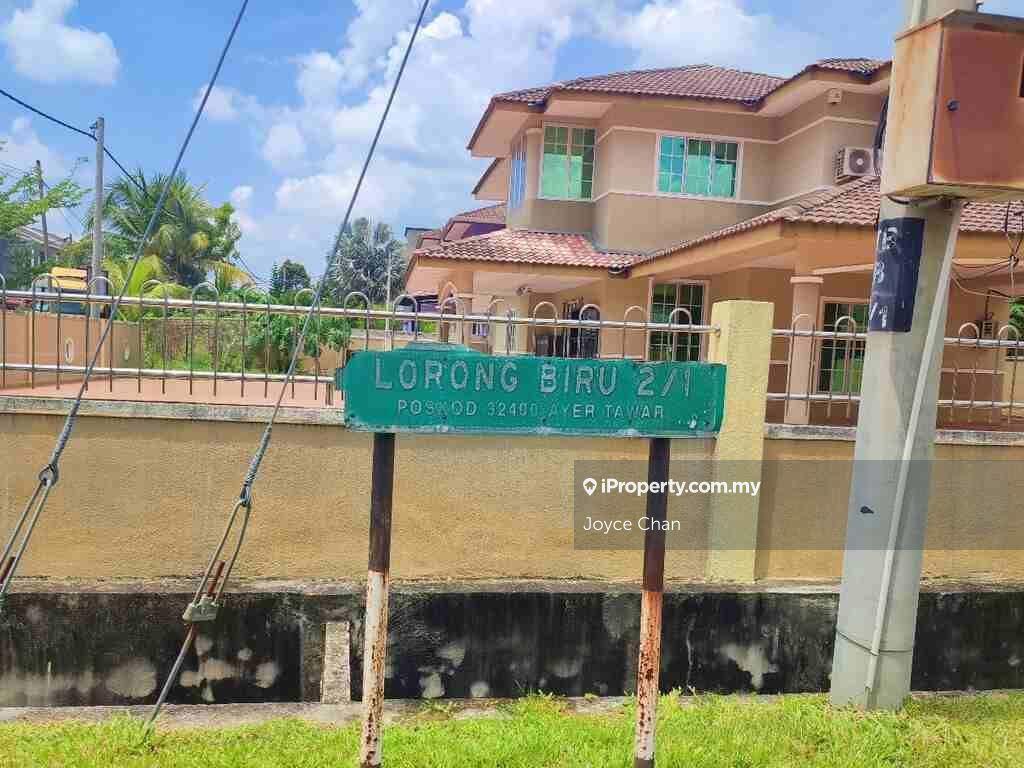 LORONG BIRU 2/1
POSKOD 32400 AYER TAWAR
iProperty.com.my
Joyce Chan